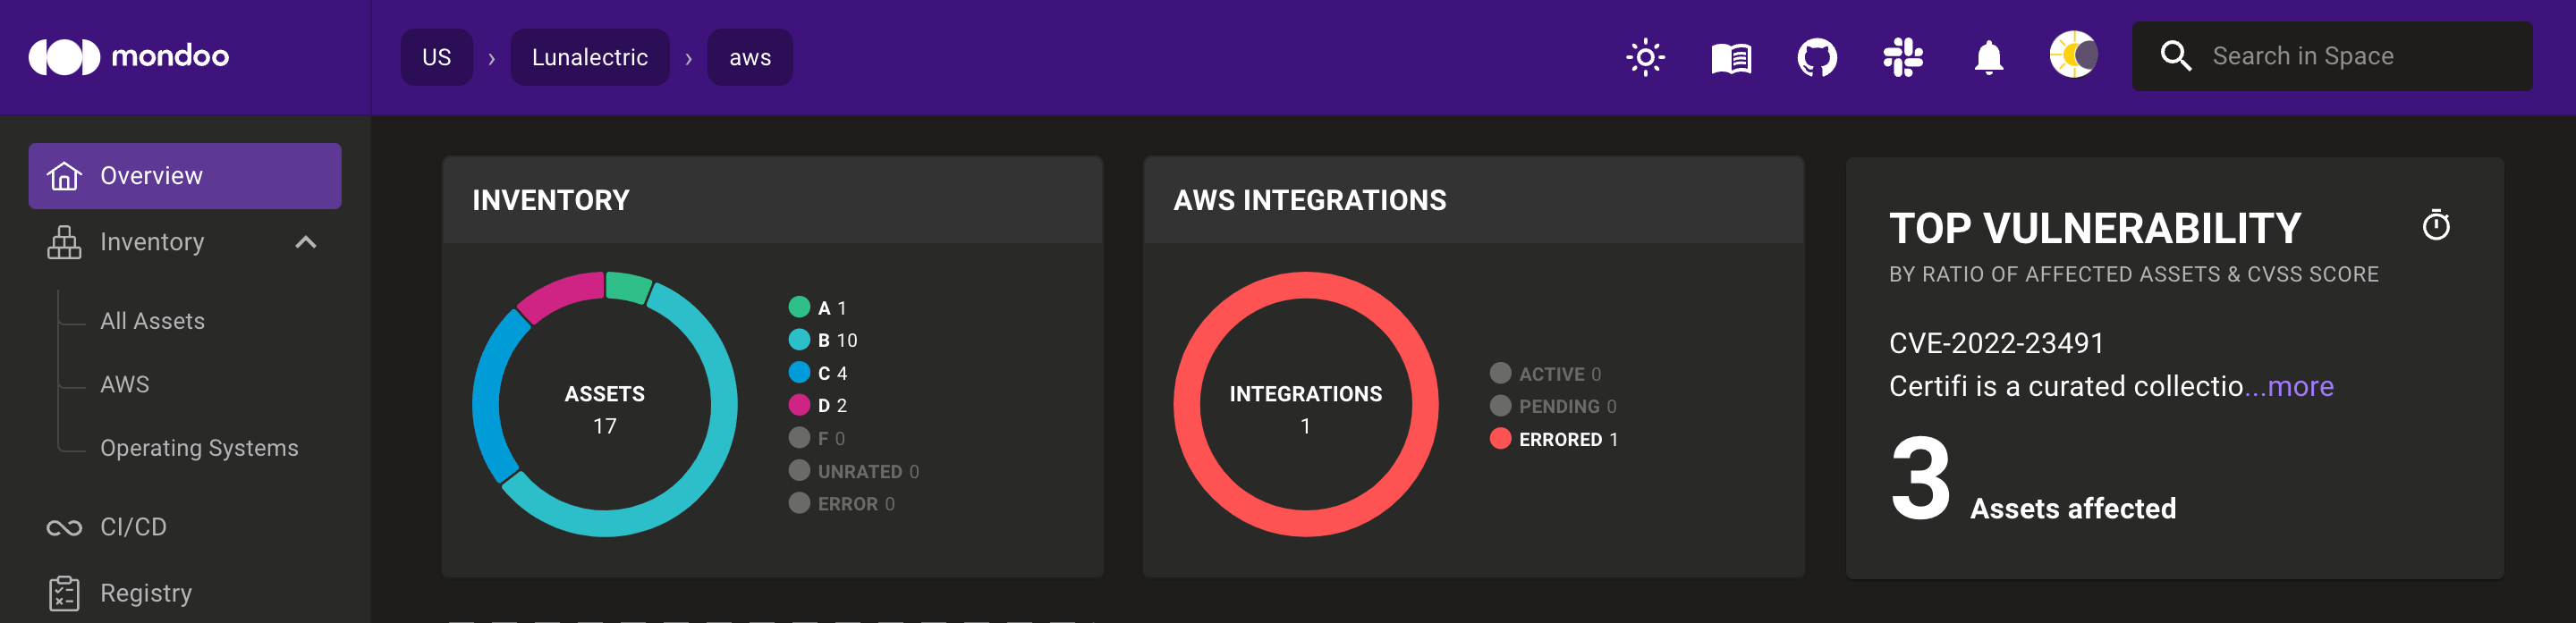 mondoo
US › Lunalectric › aws
Search in Space
Overview
Inventory
All Assets
AWS
Operating Systems
CI/CD
Registry
INVENTORY
ASSETS
17
A 1
B 10
C 4
D 2
F 0
UNRATED 0
ERROR 0
AWS INTEGRATIONS
INTEGRATIONS
1
ACTIVE 0
PENDING 0
ERRORED 1
TOP VULNERABILITY
BY RATIO OF AFFECTED ASSETS & CVSS SCORE
CVE-2022-23491
Certifi is a curated collectio...more
3 Assets affected